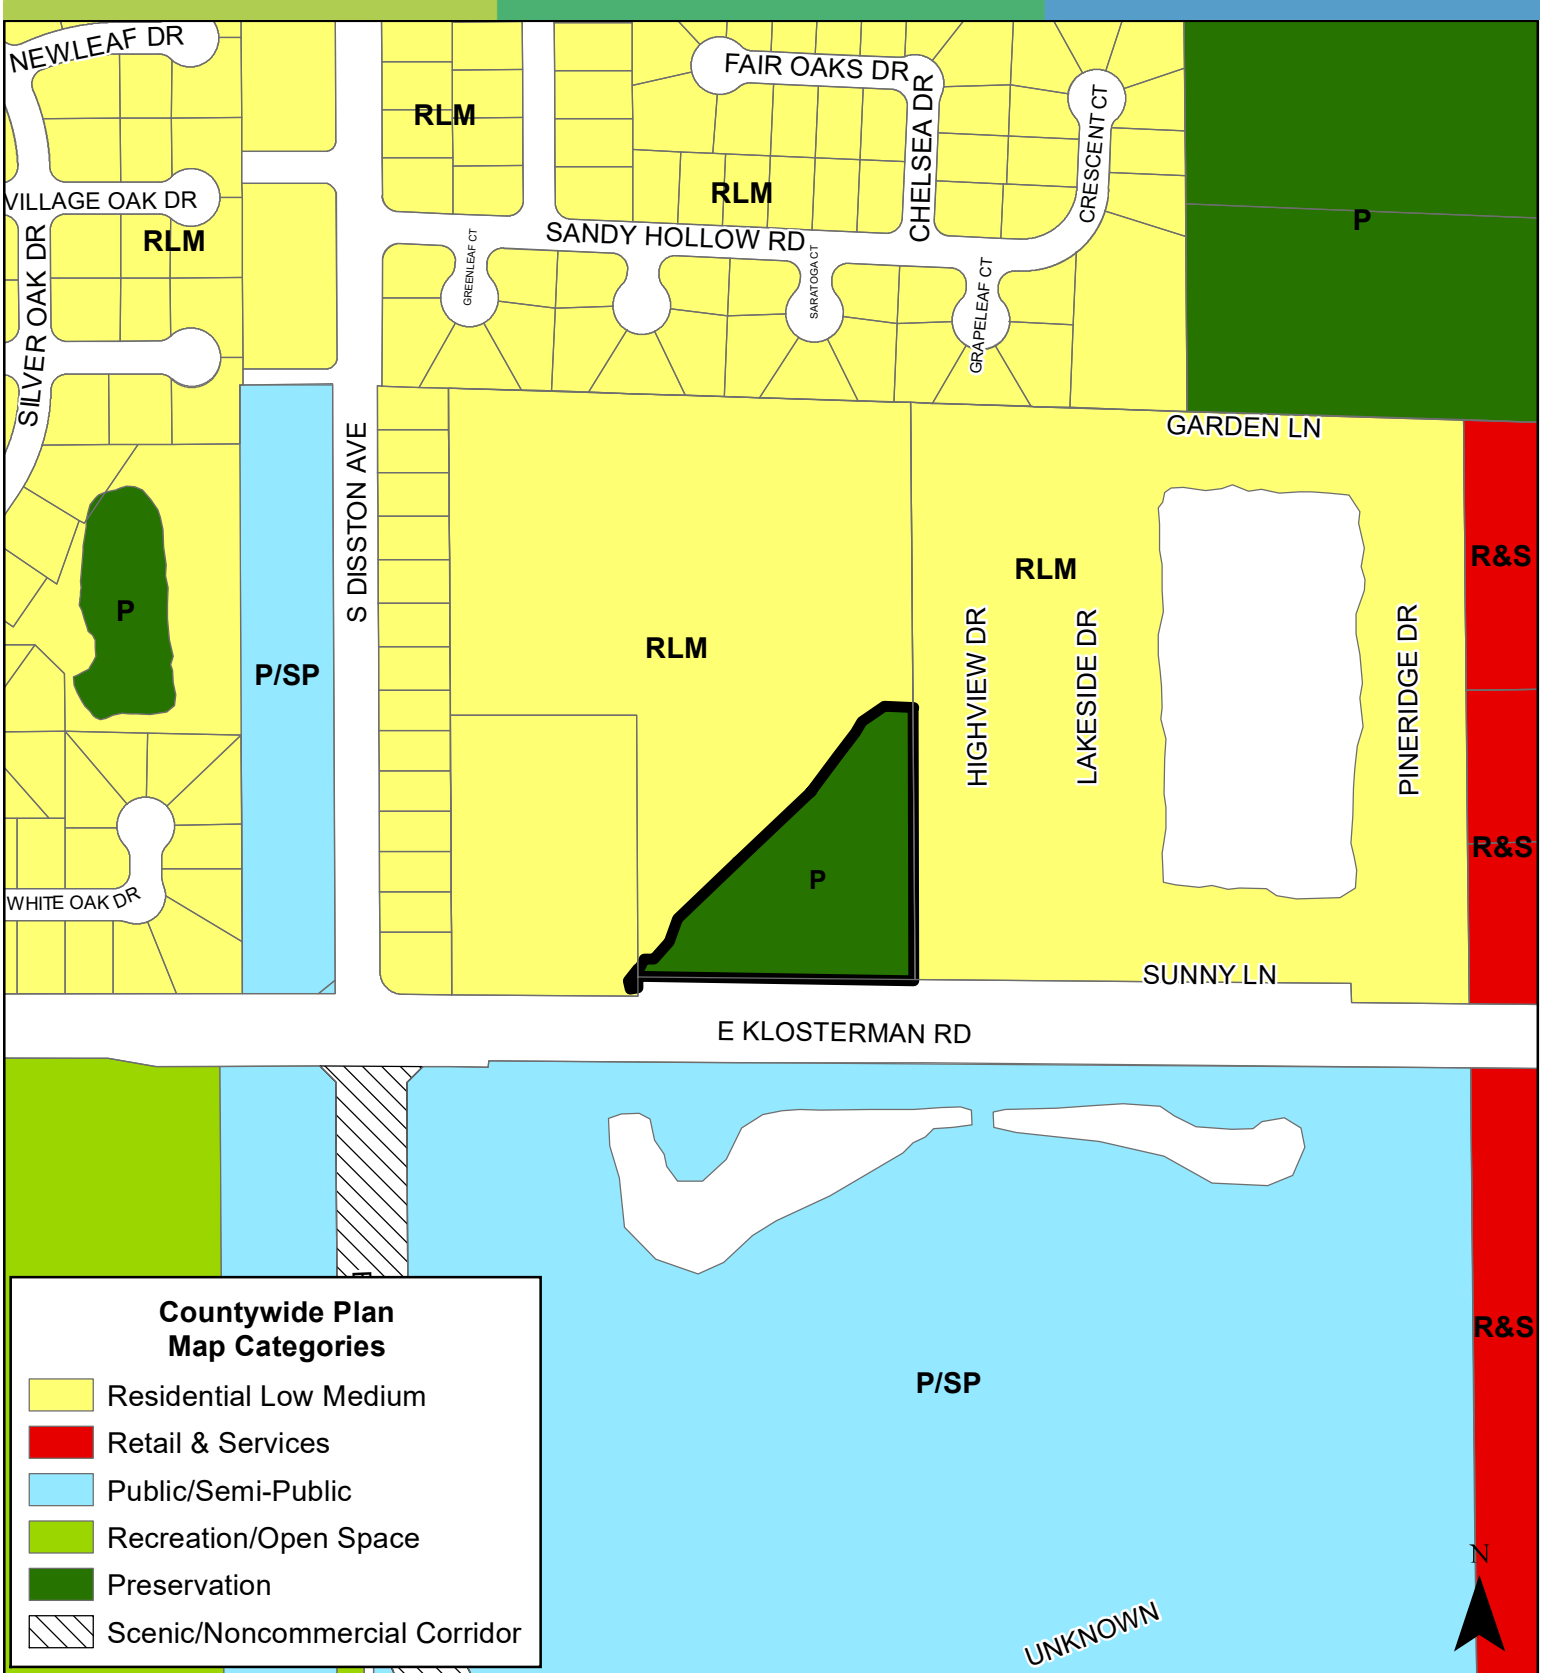 NEWLEAF DR
FAIR OAKS DR
CHELSEA DR
CRESCENT CT
RLM
RLM
P
VILLAGE OAK DR
RLM
SILVER OAK DR
GREENLEAF CT
SANDY HOLLOW RD
SARATOGA CT
GRAPELEAF CT
GARDEN LN
S DISSTON AVE
R&S
RLM
P
RLM
P/SP
HIGHVIEW DR
LAKESIDE DR
PINERIDGE DR
R&S
P
WHITE OAK DR
SUNNY LN
E KLOSTERMAN RD
R&S
P/SP
Countywide Plan
Map Categories
Residential Low Medium
Retail & Services
Public/Semi-Public
Recreation/Open Space
Preservation
Scenic/Noncommercial Corridor
N
UNKNOWN